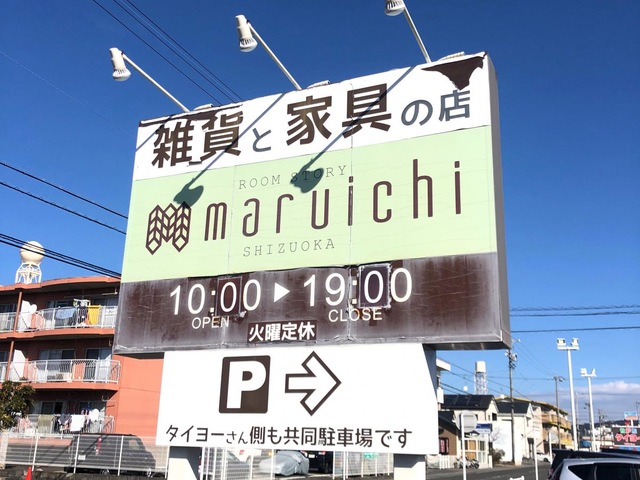 雑貨と家具の店
ROOM STORY
maruichi
SHIZUOKA
10:00 ▶ 19:00
OPEN CLOSE
火曜定休
P
タイヨーさん側も共同駐車場です